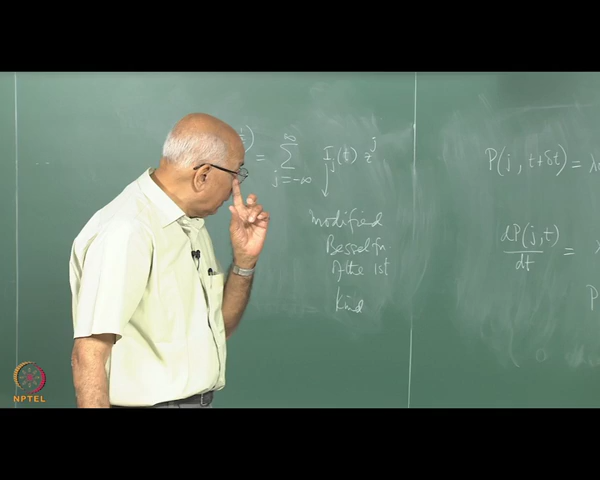 = ∑_{j=-∞}^{∞} I_j(t) z^j
modified
Bessel fn.
of the 1st
kind
P(j, t+δt) = λ
dP(j,t)/dt =
P
NPTEL